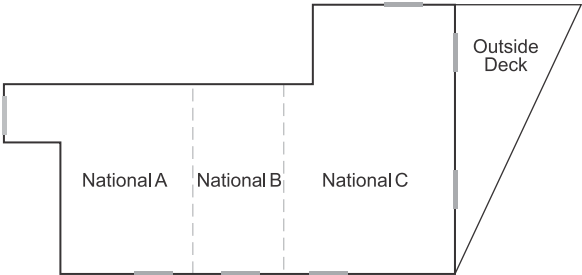 Outside
Deck
National A
National B
National C